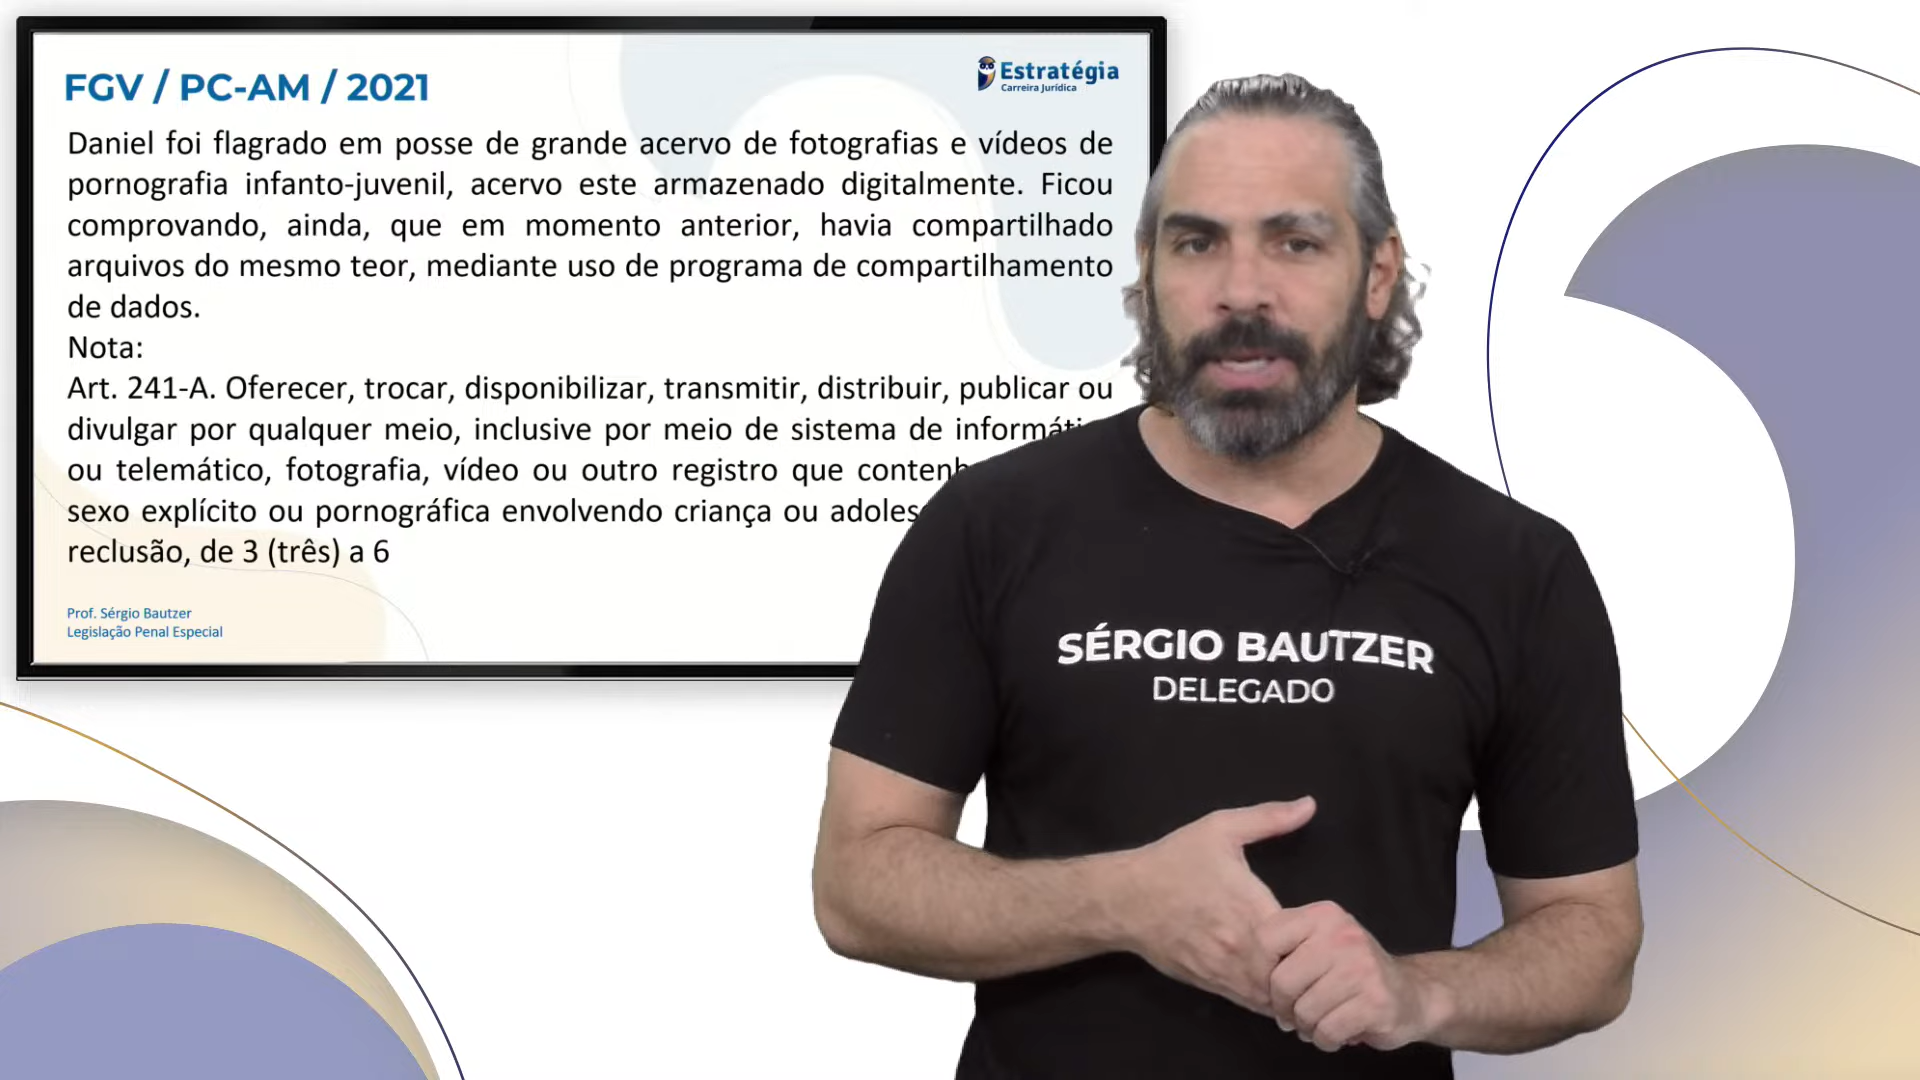 FGV / PC-AM / 2021
Estratégia
Carreira Jurídica
Daniel foi flagrado em posse de grande acervo de fotografias e vídeos de
pornografia infanto-juvenil, acervo este armazenado digitalmente. Ficou
comprovando, ainda, que em momento anterior, havia compartilhado
arquivos do mesmo teor, mediante uso de programa de compartilhamento
de dados.
Nota:
Art. 241-A. Oferecer, trocar, disponibilizar, transmitir, distribuir, publicar ou
divulgar por qualquer meio, inclusive por meio de sistema de
ou telemático, fotografia, vídeo ou outro registro que
sexo explícito ou pornográfica envolvendo criança ou
reclusão, de 3 (três) a 6
Prof. Sérgio Bautzer
Legislação Penal Especial
SÉRGIO BAUTZER
DELEGADO